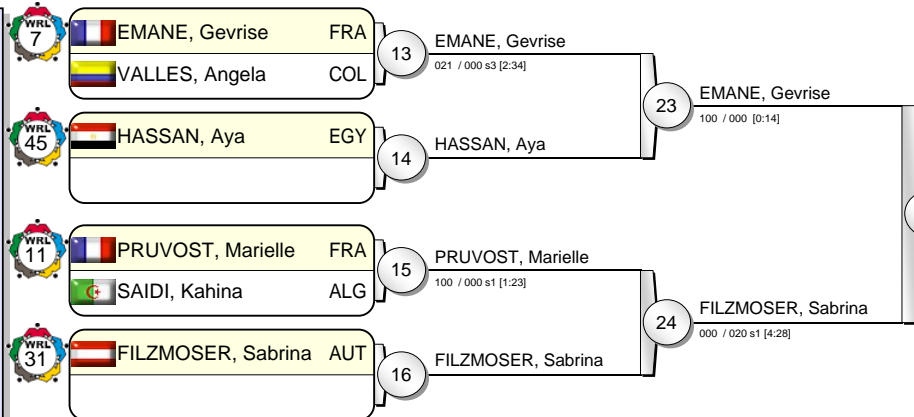 WRL
7
EMANE, Gevrise FRA
VALLES, Angela COL
13
EMANE, Gevrise
021 / 000 s3 [2:34]
23
EMANE, Gevrise
100 / 000 [0:14]
WRL
45
HASSAN, Aya EGY
14
HASSAN, Aya
WRL
11
PRUVOST, Marielle FRA
SAIDI, Kahina ALG
15
PRUVOST, Marielle
100 / 000 s1 [1:23]
24
FILZMOSER, Sabrina
000 / 020 s1 [4:28]
WRL
31
FILZMOSER, Sabrina AUT
16
FILZMOSER, Sabrina